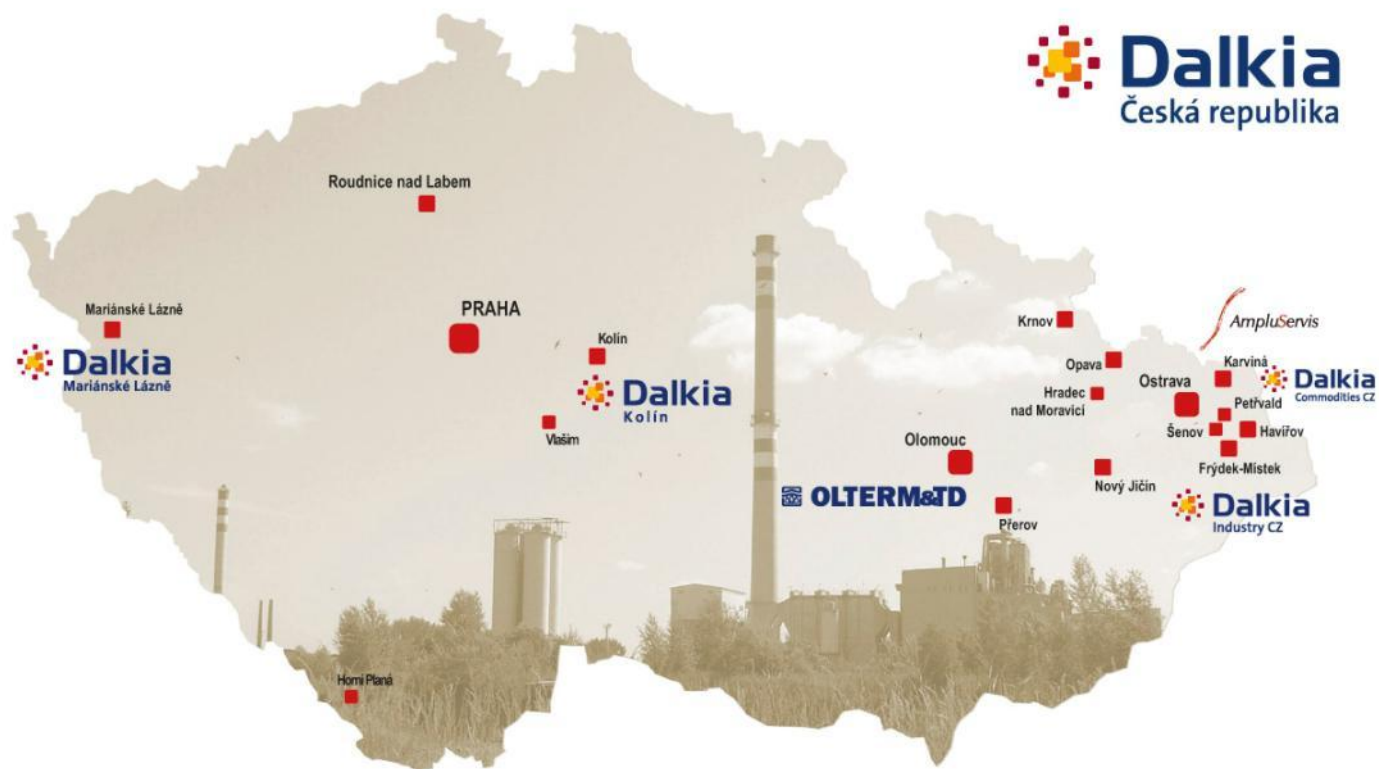 Dalkia
Česká republika
Roudnice nad Labem
Mariánské Lázně
Dalkia
Mariánské Lázně
PRAHA
Kolín
Dalkia
Kolín
Vlašim
Krnov
AmpluServis
Opava
Karviná
Ostrava
Dalkia
Commodities CZ
Hradec
nad Moravicí
Petřvald
Šenov
Havířov
Olomouc
Frýdek-Místek
Nový Jičín
OLTERM&TD
Dalkia
Industry CZ
Přerov
Horní Planá